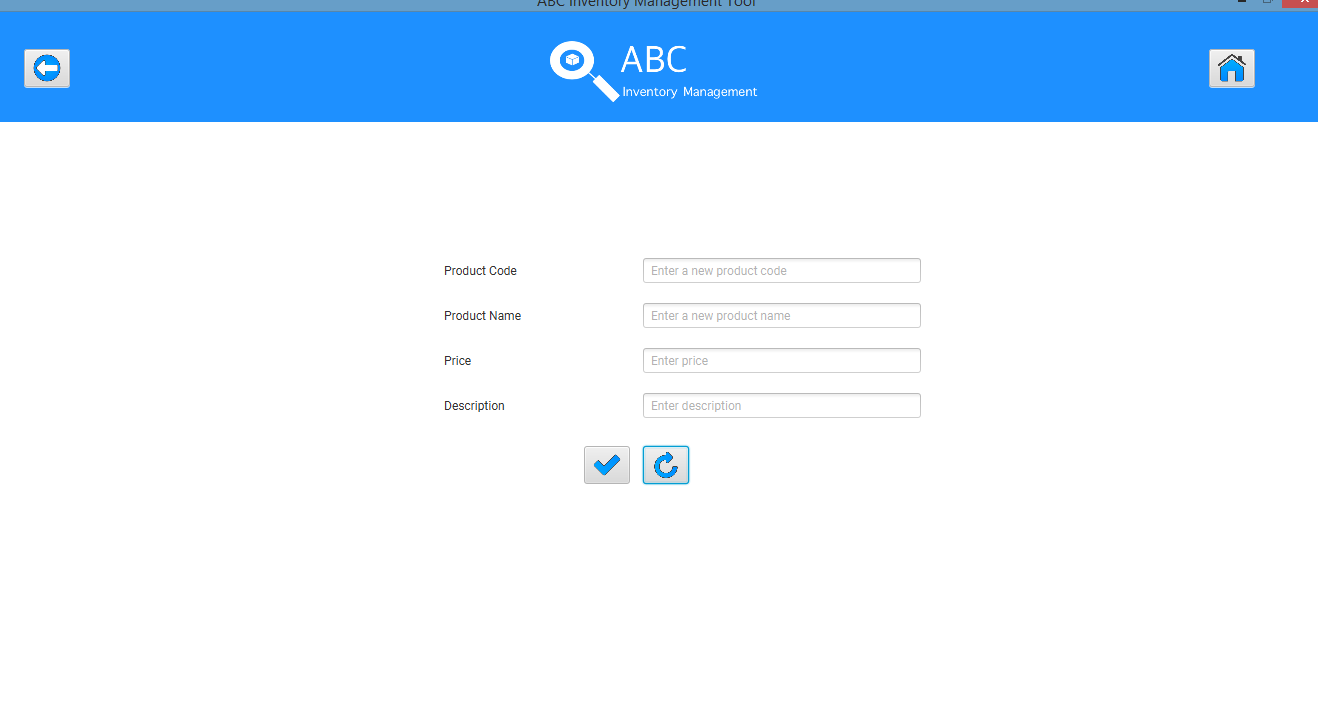 ABC Inventory Management Tool
ABC
Inventory Management
Product Code
Enter a new product code
Product Name
Enter a new product name
Price
Enter price
Description
Enter description